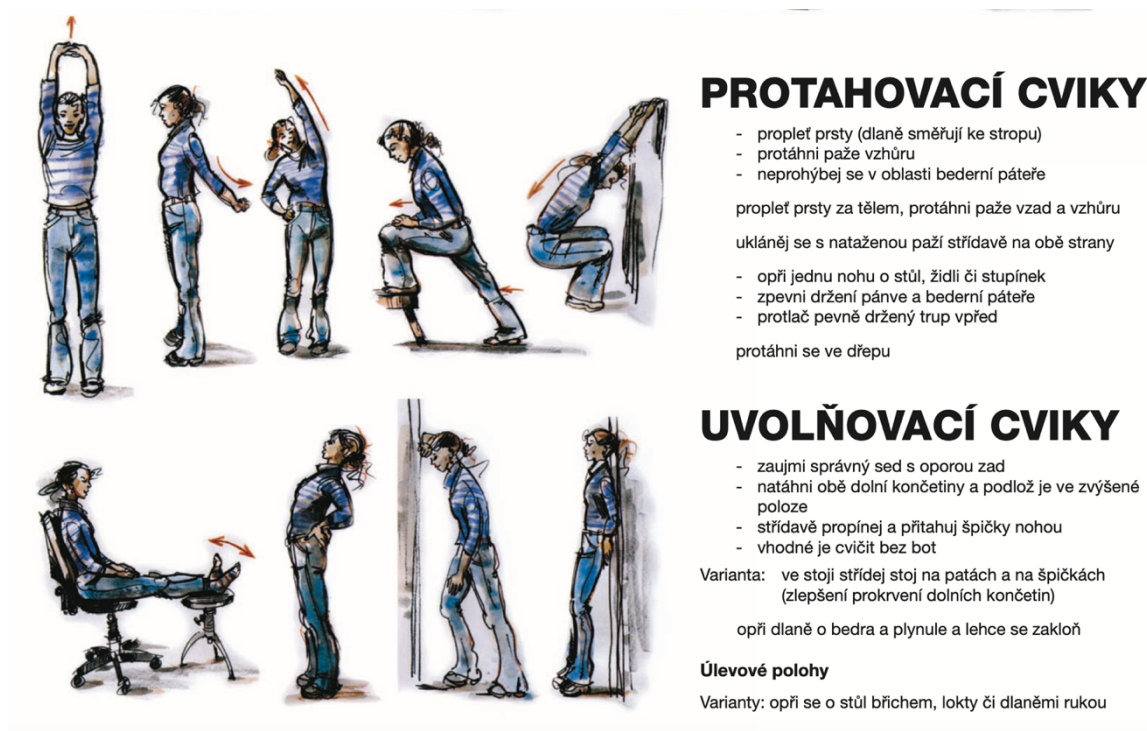 PROTAHOVACÍ CVIKY
- propleť prsty (dlaně směřují ke stropu)
- protáhni paže vzhůru
- neprohýbej se v oblasti bederní páteře
propleť prsty za tělem, protáhni paže vzad a vzhůru
ukláněj se s nataženou paží střídavě na obě strany
- opři jednu nohu o stůl, židli či stupínek
- zpevni držení pánve a bederní páteře
- protlač pevně držený trup vpřed
protáhni se ve dřepu
UVOLŇOVACÍ CVIKY
- zaujmi správný sed s oporou zad
- natáhni obě dolní končetiny a podlož je ve zvýšené
poloze
- střídavě propínej a přitahuj špičky nohou
- vhodné je cvičit bez bot
Varianta: ve stoji střídej stoj na patách a na špičkách
(zlepšení prokrvení dolních končetin)
opři dlaně o bedra a plynule a lehce se zakloň
Úlevové polohy
Varianty: opři se o stůl břichem, lokty či dlaněmi rukou